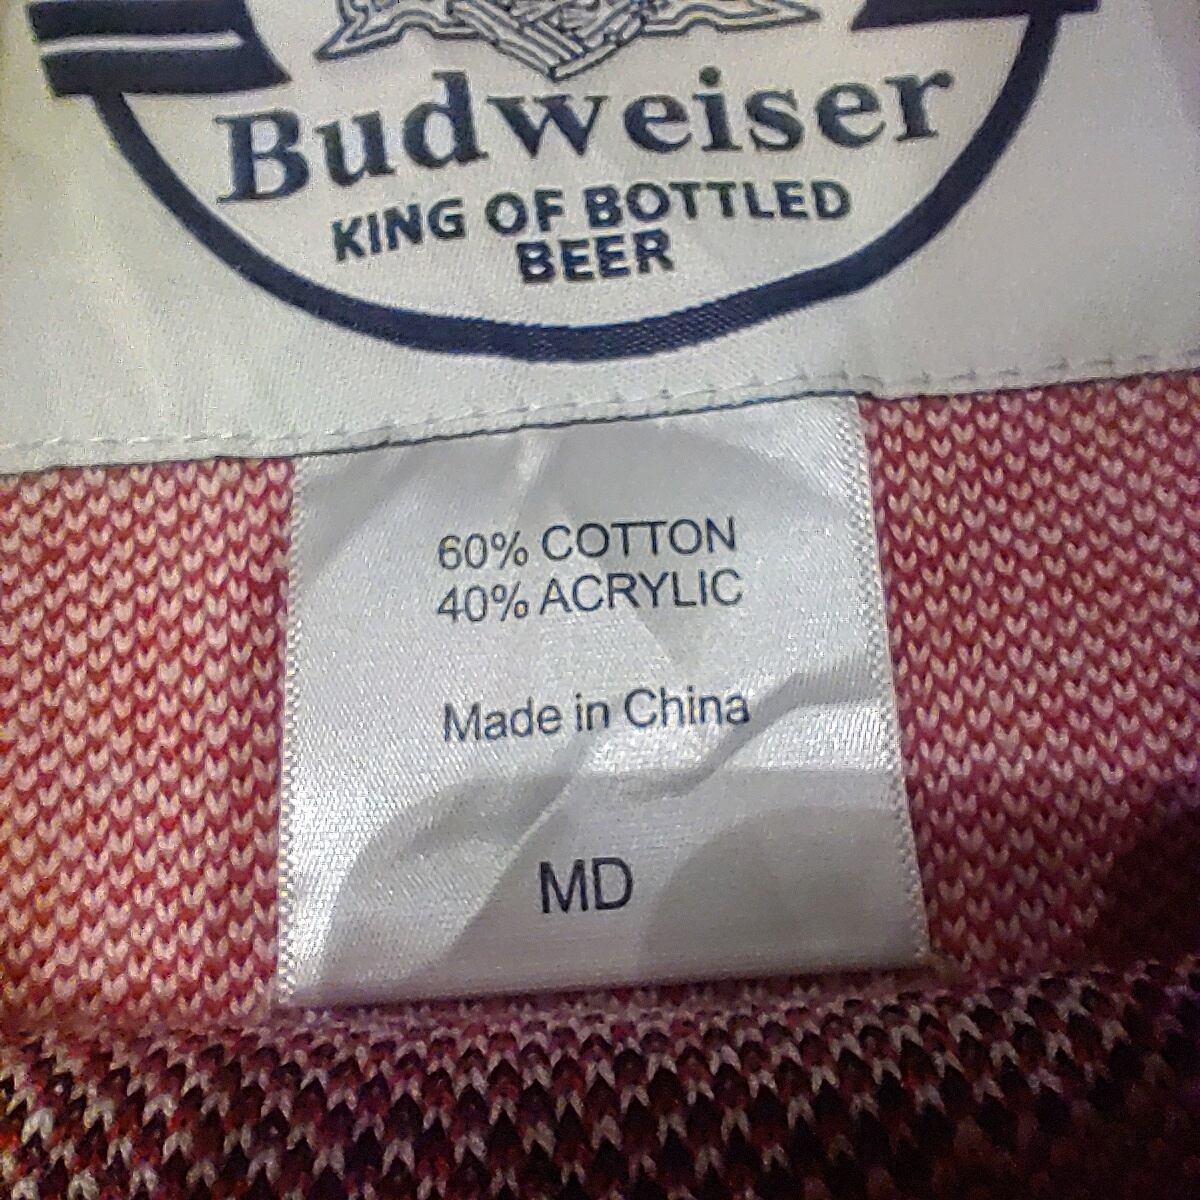 Budweiser
KING OF BOTTLED
BEER
60% COTTON
40% ACRYLIC
Made in China
MD